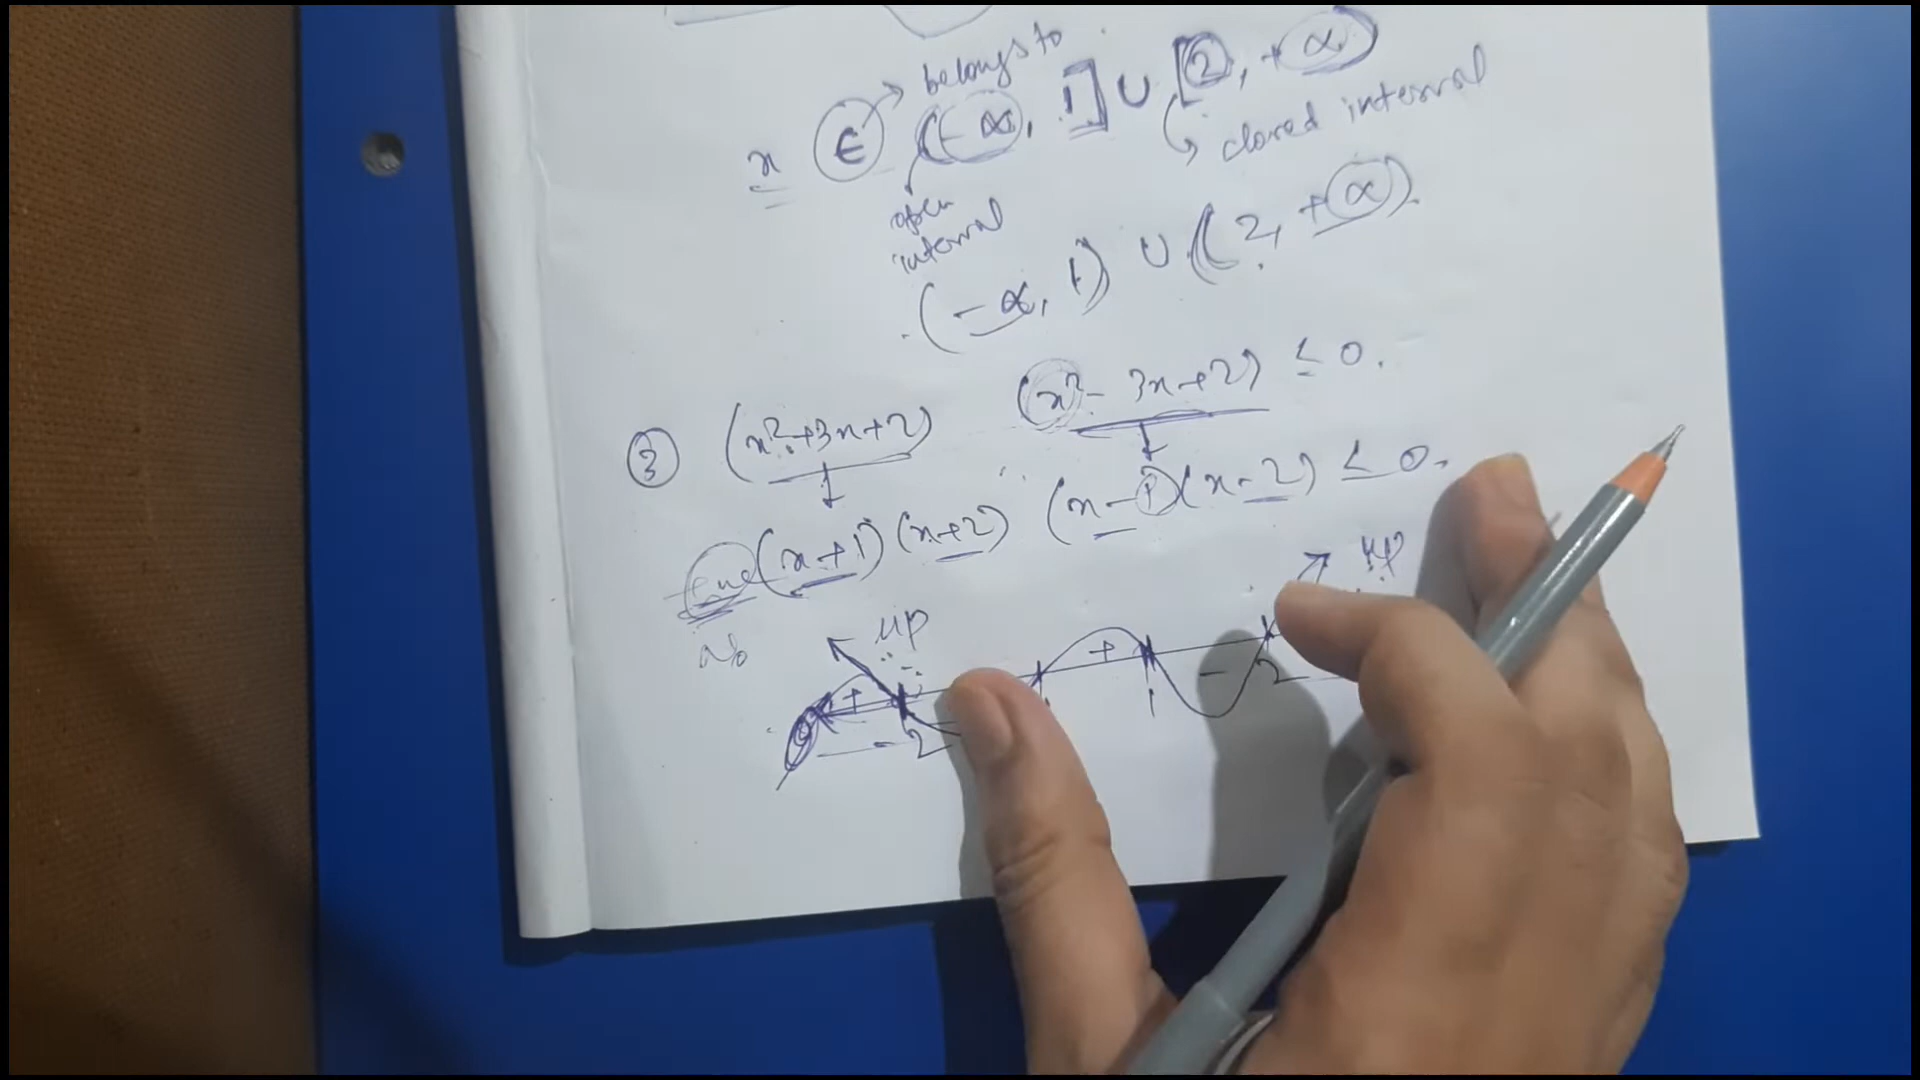 belongs to
x ∈ (-∝, 1] ∪ [2, +∝)
closed interval
open
interval
(-∝, 1) ∪ (2, +∝)
③ (x²+3x+2) (x²-3x+2) ≤ 0.
(x+1)(x+2) (x-1)(x-2) ≤ 0.
up
up
+ + -
-2 1 2